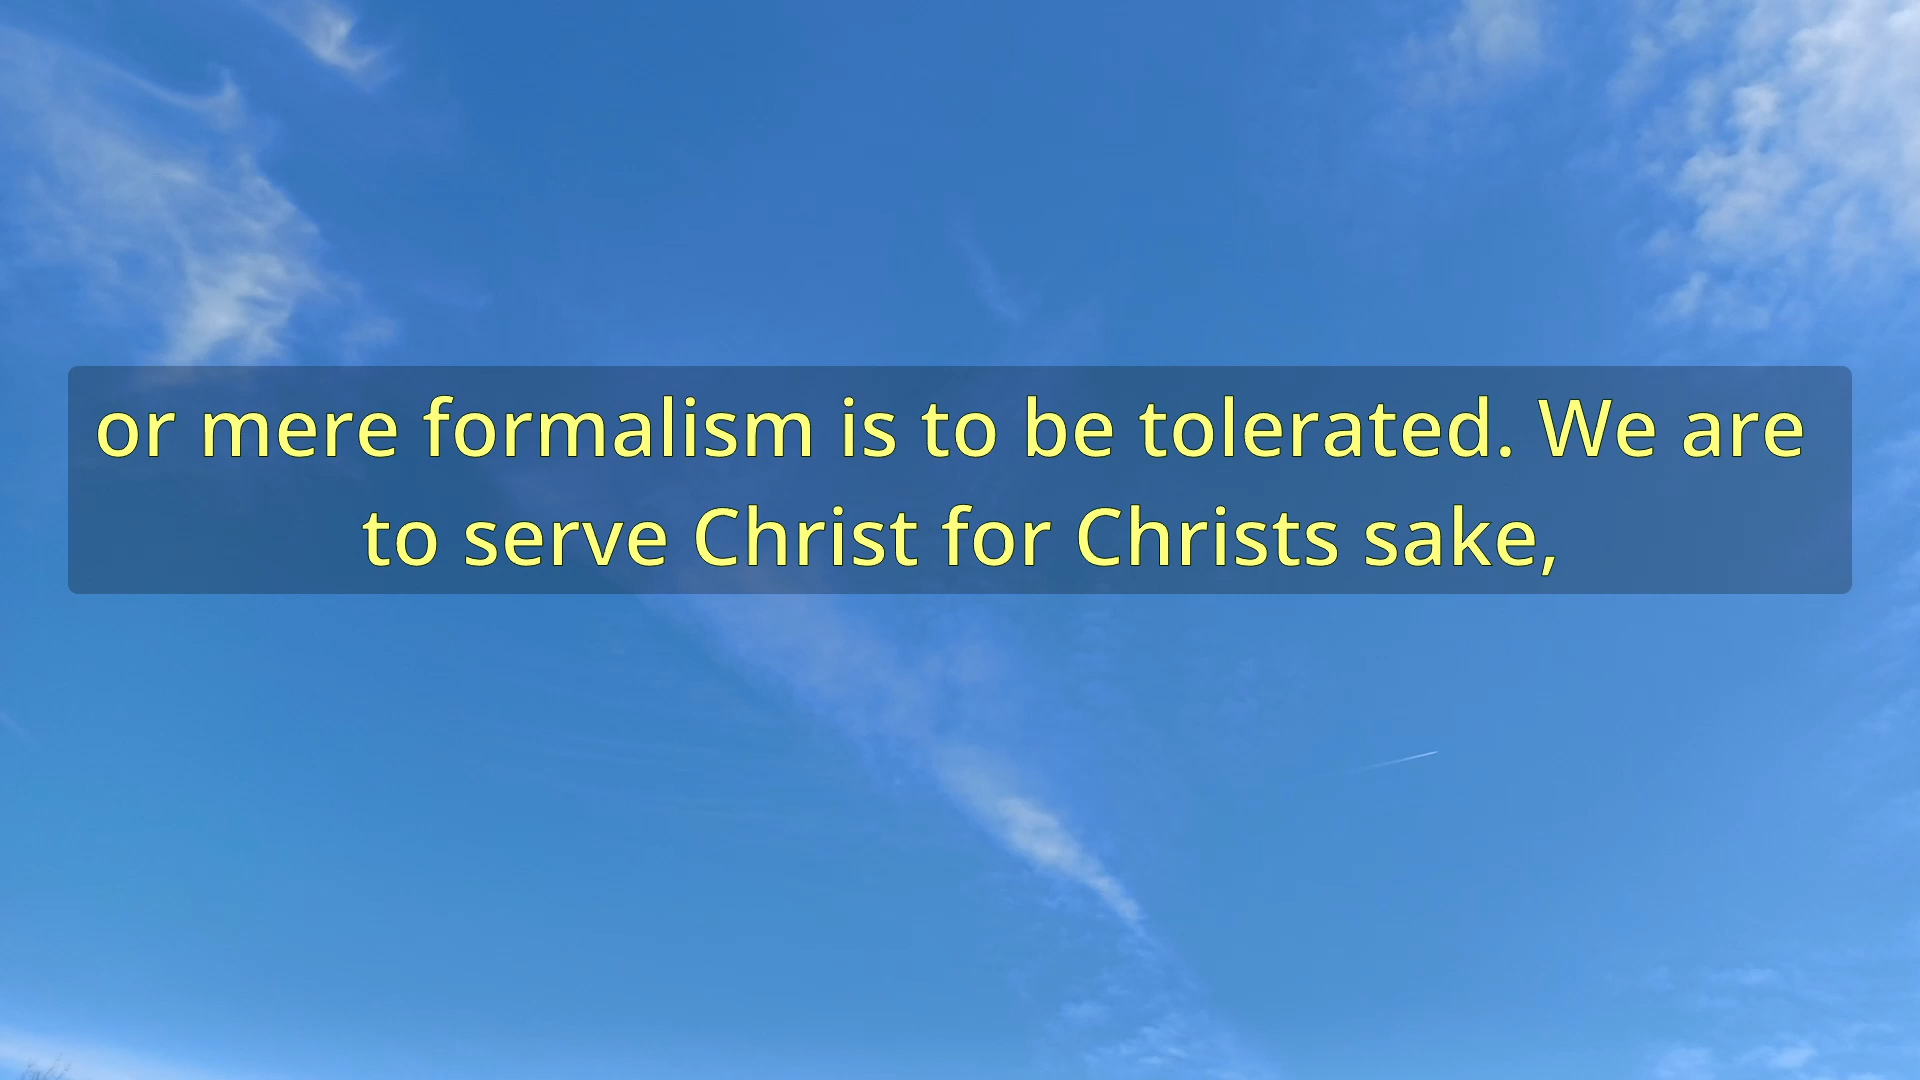 or mere formalism is to be tolerated. We are
to serve Christ for Christs sake,